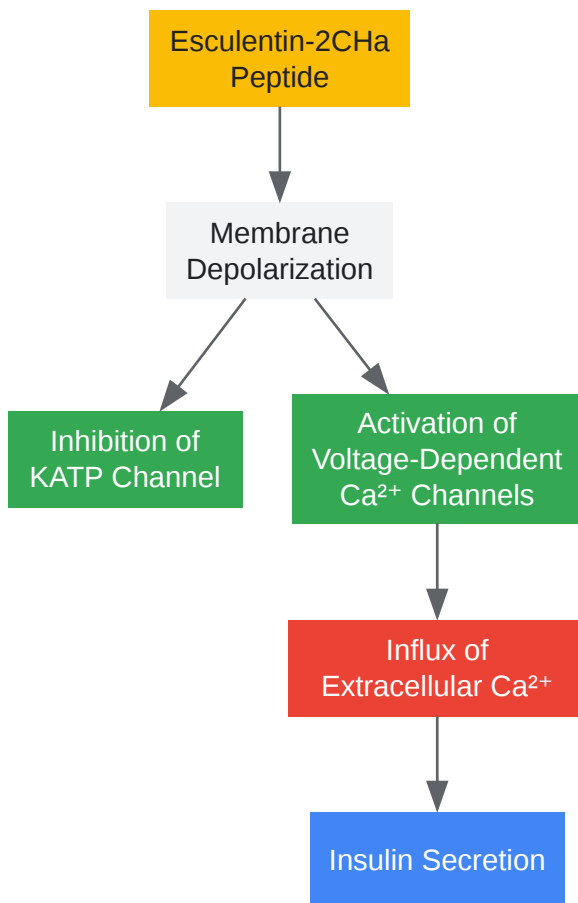 Esculentin-2CHa
Peptide
Membrane
Depolarization
Inhibition of
KATP Channel
Activation of
Voltage-Dependent
Ca²⁺ Channels
Influx of
Extracellular Ca²⁺
Insulin Secretion